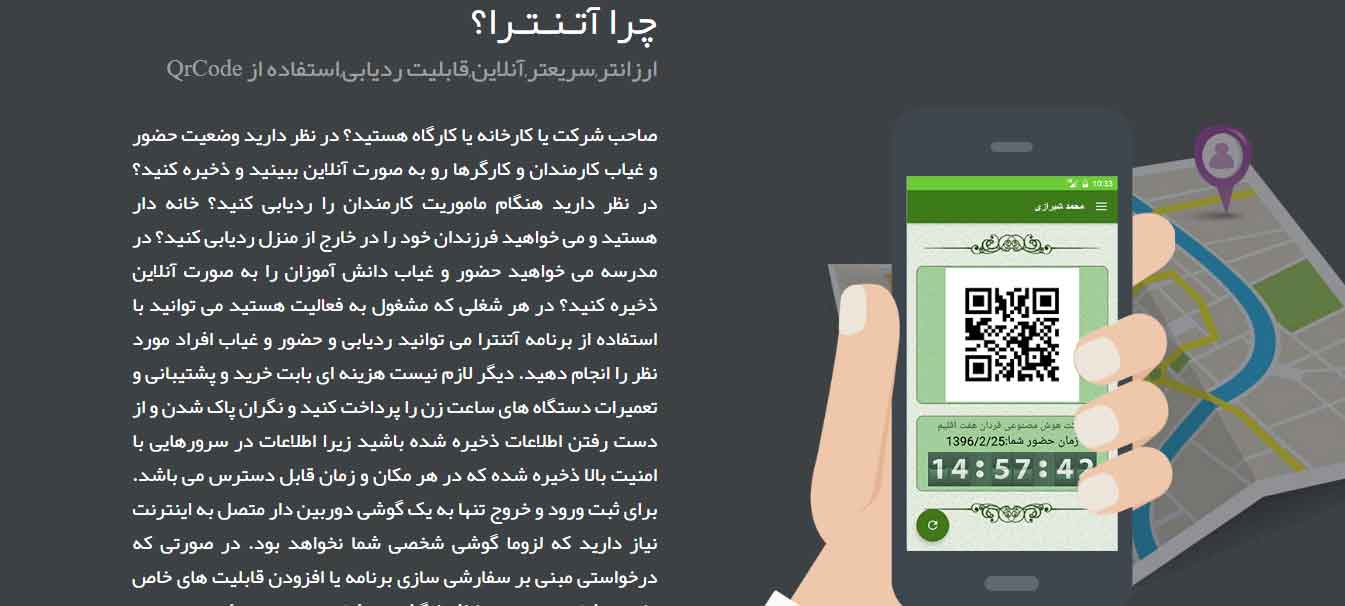 چرا آتـنـتـرا؟
ارزانتر,سریعتر,آنلاین,قابلیت ردیابی,استفاده از QrCode
صاحب شرکت یا کارخانه یا کارگاه هستید؟ در نظر دارید وضعیت حضور
و غیاب کارمندان و کارگرها رو به صورت آنلاین ببینید و ذخیره کنید؟
در نظر دارید هنگام ماموریت کارمندان را ردیابی کنید؟ خانه دار
هستید و می خواهید فرزندان خود را در خارج از منزل ردیابی کنید؟ در
مدرسه می خواهید حضور و غیاب دانش آموزان را به صورت آنلاین
ذخیره کنید؟ در هر شغلی که مشغول به فعالیت هستید می توانید با
استفاده از برنامه آتنترا می توانید ردیابی و حضور و غیاب افراد مورد
نظر را انجام دهید. دیگر لازم نیست هزینه ای بابت خرید و پشتیبانی و
تعمیرات دستگاه های ساعت زن را پرداخت کنید و نگران پاک شدن و از
دست رفتن اطلاعات ذخیره شده باشید زیرا اطلاعات در سرورهایی با
امنیت بالا ذخیره شده که در هر مکان و زمان قابل دسترس می باشد.
برای ثبت ورود و خروج تنها به یک گوشی دوربین دار متصل به اینترنت
نیاز دارید که لزوما گوشی شخصی شما نخواهد بود. در صورتی که
درخواستی مبنی بر سفارشی سازی برنامه یا افزودن قابلیت های خاص
10:33
محمد شیرازی
هوش مصنوعی فردان هفت اقلیم
زمان حضور شما:1396/2/25
14:57:42